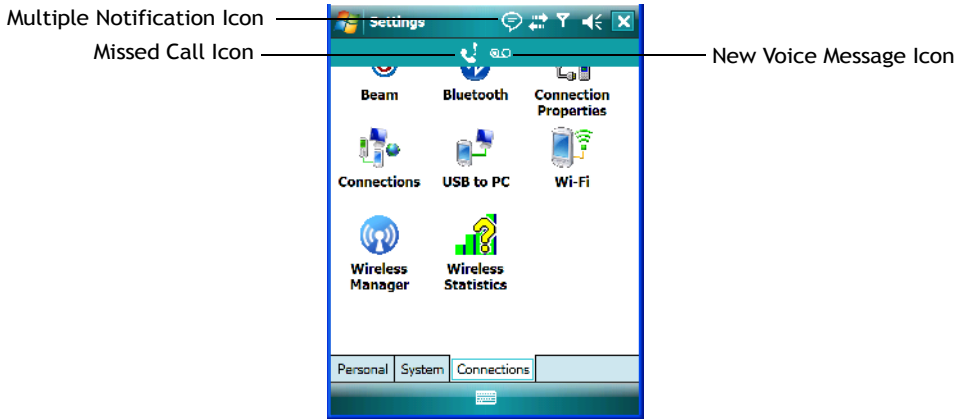 Multiple Notification Icon
Settings
Missed Call Icon
New Voice Message Icon
Beam
Bluetooth
Connection
Properties
Connections
USB to PC
Wi-Fi
Wireless
Manager
Wireless
Statistics
Personal
System
Connections